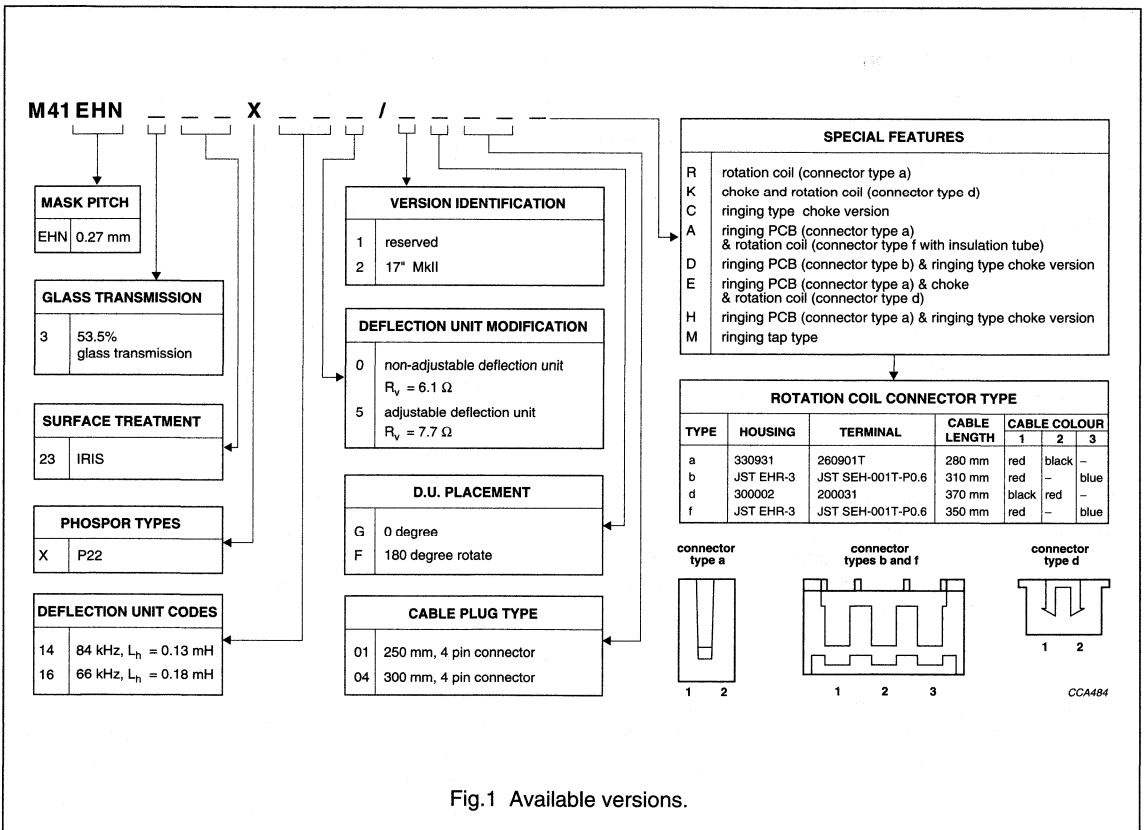 M41EHN _ _ _ X _ _ _ / _ _ _ _ _
MASK PITCH
EHN 0.27 mm
GLASS TRANSMISSION
3 53.5%
glass transmission
SURFACE TREATMENT
23 IRIS
PHOSPOR TYPES
X P22
DEFLECTION UNIT CODES
14 84 kHz, Lh = 0.13 mH
16 66 kHz, Lh = 0.18 mH
VERSION IDENTIFICATION
1 reserved
2 17" MkII
DEFLECTION UNIT MODIFICATION
0 non-adjustable deflection unit
Rv = 6.1 Ω
5 adjustable deflection unit
Rv = 7.7 Ω
D.U. PLACEMENT
G 0 degree
F 180 degree rotate
CABLE PLUG TYPE
01 250 mm, 4 pin connector
04 300 mm, 4 pin connector
SPECIAL FEATURES
R rotation coil (connector type a)
K choke and rotation coil (connector type d)
C ringing type choke version
A ringing PCB (connector type a)
& rotation coil (connector type f with insulation tube)
D ringing PCB (connector type b) & ringing type choke version
E ringing PCB (connector type a) & choke
& rotation coil (connector type d)
H ringing PCB (connector type a) & ringing type choke version
M ringing tap type
ROTATION COIL CONNECTOR TYPE
TYPE HOUSING TERMINAL CABLE LENGTH CABLE COLOUR
1 2 3
a 330931 260901T 280 mm red black –
b JST EHR-3 JST SEH-001T-P0.6 310 mm red – blue
d 300002 200031 370 mm black red –
f JST EHR-3 JST SEH-001T-P0.6 350 mm red – blue
connector
type a
1 2
connector
types b and f
1 2 3
connector
type d
1 2
CCA484
Fig.1 Available versions.